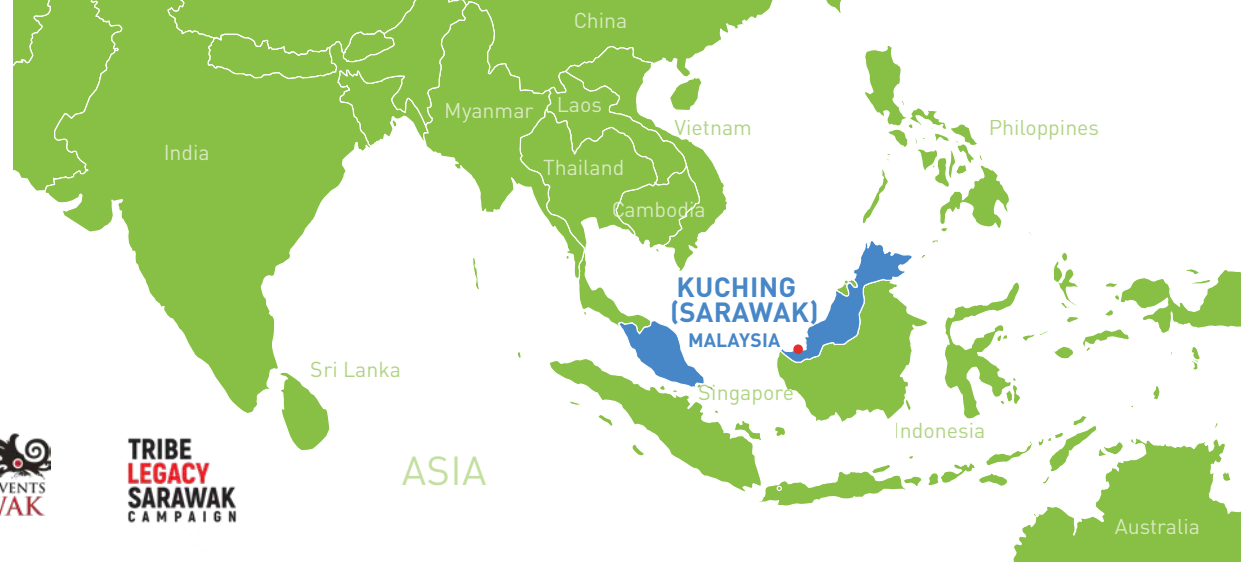 China
Myanmar
Laos
Vietnam
Philoppines
India
Thailand
Cambodia
KUCHING
(SARAWAK)
MALAYSIA
Sri Lanka
Singapore
Indonesia
ASIA
Australia
TRIBE
LEGACY
SARAWAK
CAMPAIGN